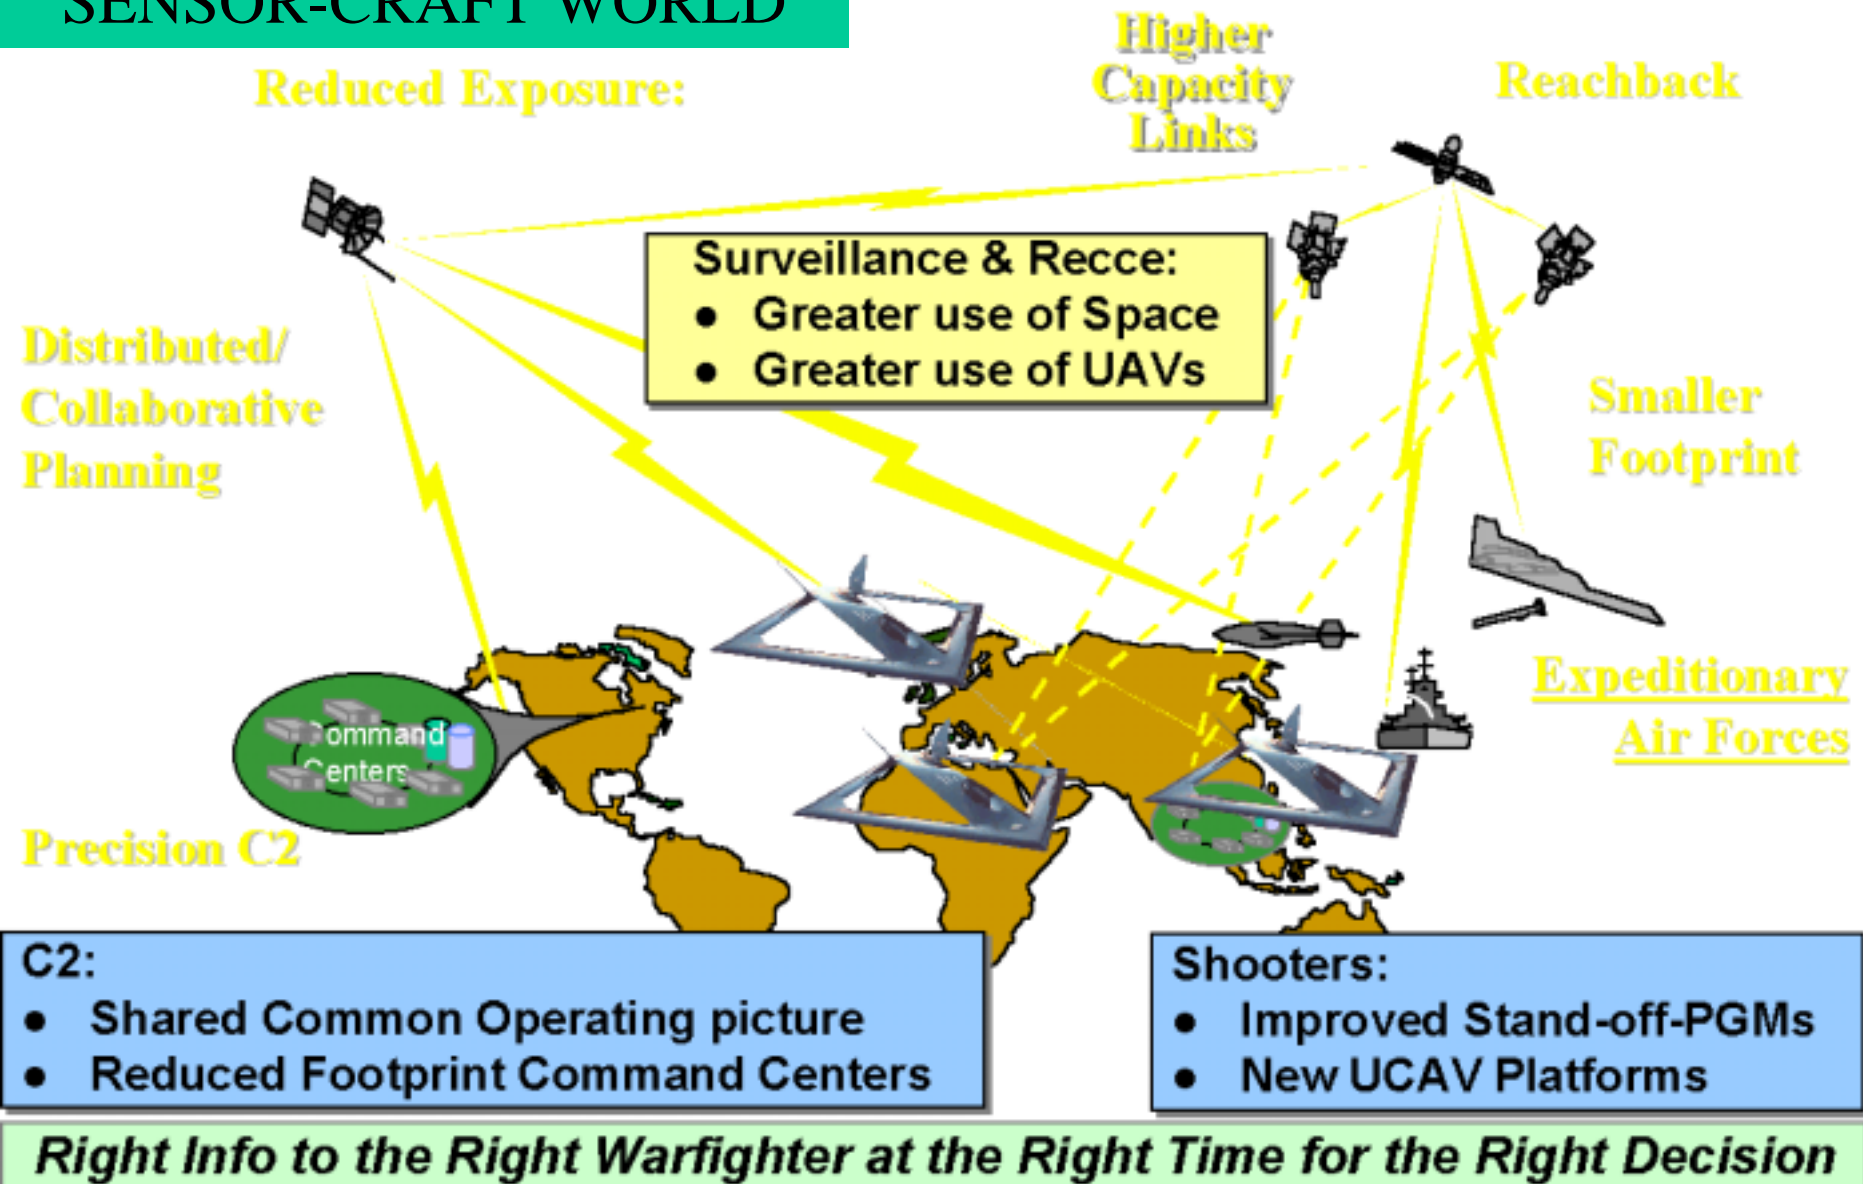 SENSOR-CRAFT WORLD
Reduced Exposure:
Higher
Capacity
Links
Reachback
Surveillance & Recce:
● Greater use of Space
● Greater use of UAVs
Distributed/
Collaborative
Planning
Smaller
Footprint
Expeditionary
Air Forces
Command
Centers
Precision C2
C2:
● Shared Common Operating picture
● Reduced Footprint Command Centers
Shooters:
● Improved Stand-off-PGMs
● New UCAV Platforms
Right Info to the Right Warfighter at the Right Time for the Right Decision